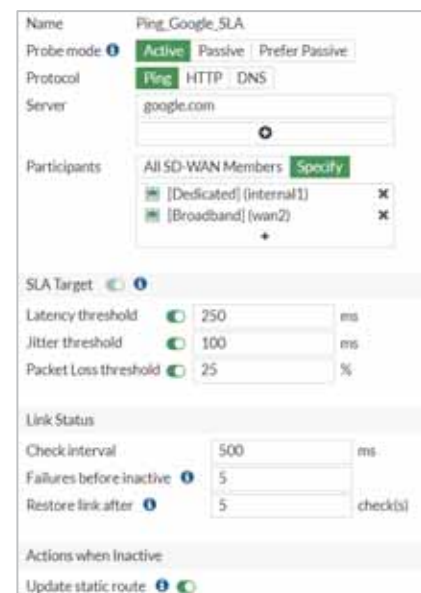 Name Ping_Google_SLA
Probe mode Active Passive Prefer Passive
Protocol Ping HTTP DNS
Server google.com
Participants All SD-WAN Members Specify
[Dedicated] (internal1)
[Broadband] (wan2)
+
SLA Target
Latency threshold 250 ms
Jitter threshold 100 ms
Packet Loss threshold 25 %
Link Status
Check interval 500 ms
Failures before inactive 5
Restore link after 5 check(s)
Actions when Inactive
Update static route